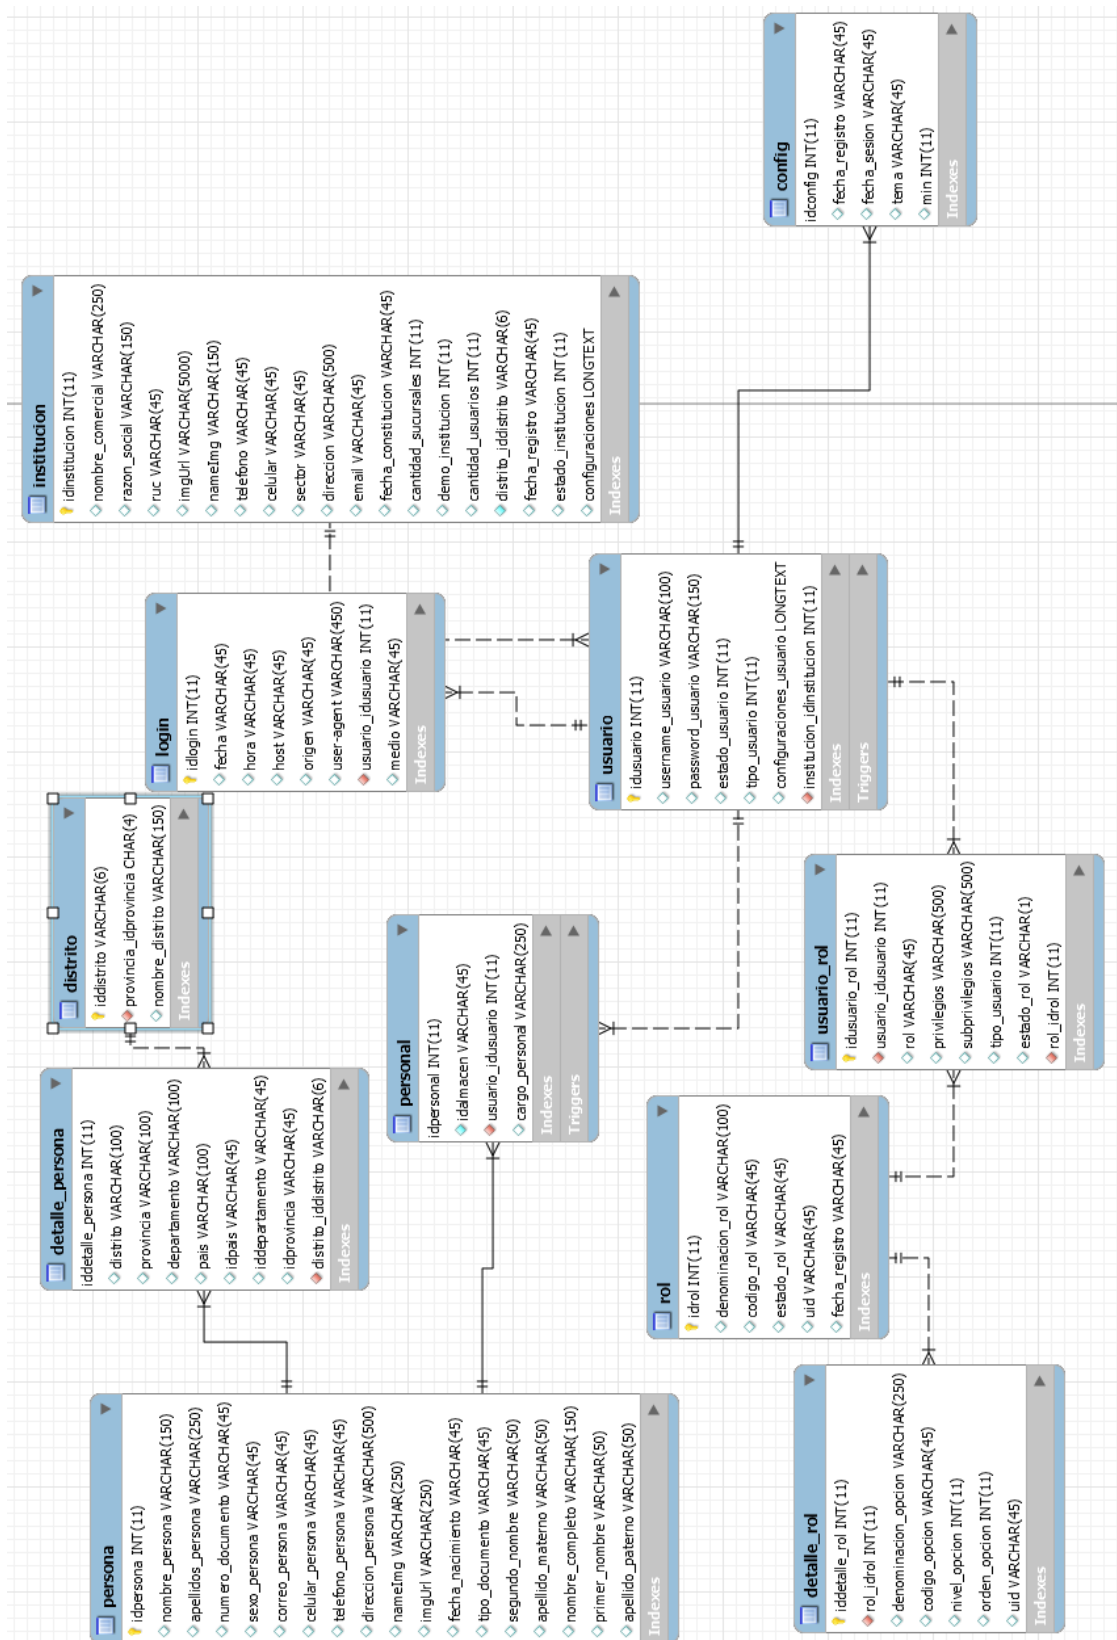 persona
idpersona INT(11)
nombre_persona VARCHAR(150)
apellidos_persona VARCHAR(250)
numero_documento VARCHAR(45)
sexo_persona VARCHAR(45)
correo_persona VARCHAR(45)
celular_persona VARCHAR(45)
telefono_persona VARCHAR(45)
direccion_persona VARCHAR(500)
nameImg VARCHAR(250)
imgUrl VARCHAR(250)
fecha_nacimiento VARCHAR(45)
tipo_documento VARCHAR(45)
segundo_nombre VARCHAR(50)
apellido_materno VARCHAR(50)
nombre_completo VARCHAR(150)
primer_nombre VARCHAR(50)
apellido_paterno VARCHAR(50)
Indexes
detalle_persona
iddetalle_persona INT(11)
distrito VARCHAR(100)
provincia VARCHAR(100)
departamento VARCHAR(100)
pais VARCHAR(100)
idpais VARCHAR(45)
iddepartamento VARCHAR(45)
idprovincia VARCHAR(45)
distrito_iddistrito VARCHAR(6)
Indexes
distrito
iddistrito VARCHAR(6)
provincia_idprovincia CHAR(4)
nombre_distrito VARCHAR(150)
Indexes
login
idlogin INT(11)
fecha VARCHAR(45)
hora VARCHAR(45)
host VARCHAR(45)
origen VARCHAR(45)
user-agent VARCHAR(450)
usuario_idusuario INT(11)
medio VARCHAR(45)
Indexes
institucion
idinstitucion INT(11)
nombre_comercial VARCHAR(250)
razon_social VARCHAR(150)
ruc VARCHAR(45)
imgUrl VARCHAR(5000)
nameImg VARCHAR(150)
telefono VARCHAR(45)
celular VARCHAR(45)
sector VARCHAR(45)
direccion VARCHAR(500)
email VARCHAR(45)
fecha_constitucion VARCHAR(45)
cantidad_sucursales INT(11)
demo_institucion INT(11)
cantidad_usuarios INT(11)
distrito_iddistrito VARCHAR(6)
fecha_registro VARCHAR(45)
estado_institucion INT(11)
configuraciones LONGTEXT
Indexes
personal
idpersonal INT(11)
idalmacen VARCHAR(45)
usuario_idusuario INT(11)
cargo_personal VARCHAR(250)
Indexes
Triggers
usuario
idusuario INT(11)
username_usuario VARCHAR(100)
password_usuario VARCHAR(150)
estado_usuario INT(11)
tipo_usuario INT(11)
configuraciones_usuario LONGTEXT
institucion_idinstitucion INT(11)
Indexes
Triggers
config
idconfig INT(11)
fecha_registro VARCHAR(45)
fecha_sesion VARCHAR(45)
tema VARCHAR(45)
min INT(11)
Indexes
rol
idrol INT(11)
denominacion_rol VARCHAR(100)
codigo_rol VARCHAR(45)
estado_rol VARCHAR(45)
uid VARCHAR(45)
fecha_registro VARCHAR(45)
Indexes
usuario_rol
idusuario_rol INT(11)
usuario_idusuario INT(11)
rol VARCHAR(45)
privilegios VARCHAR(500)
subprivilegios VARCHAR(500)
tipo_usuario INT(11)
estado_rol VARCHAR(1)
rol_idrol INT(11)
Indexes
detalle_rol
iddetalle_rol INT(11)
rol_idrol INT(11)
denominacion_opcion VARCHAR(250)
codigo_opcion VARCHAR(45)
nivel_opcion INT(11)
orden_opcion INT(11)
uid VARCHAR(45)
Indexes